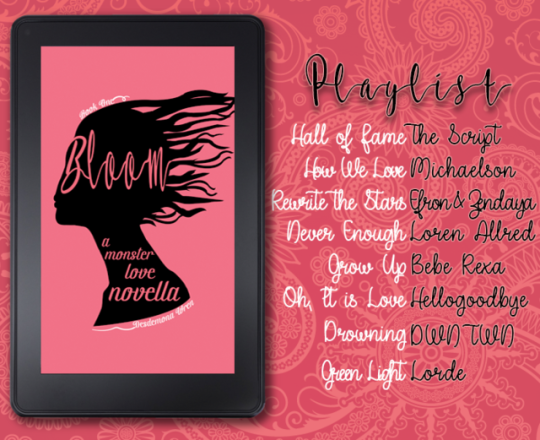 Book One
Bloom
a
monster
love
novella
Desdemona Wren
Playlist
Hall of Fame The Script
How We Love Michaelson
Rewrite The Stars Efron & Zendaya
Never Enough Loren Allred
Grow Up Bebe Rexa
Oh, It is Love Hellogoodbye
Drowning DWN TWN
Green Light Lorde